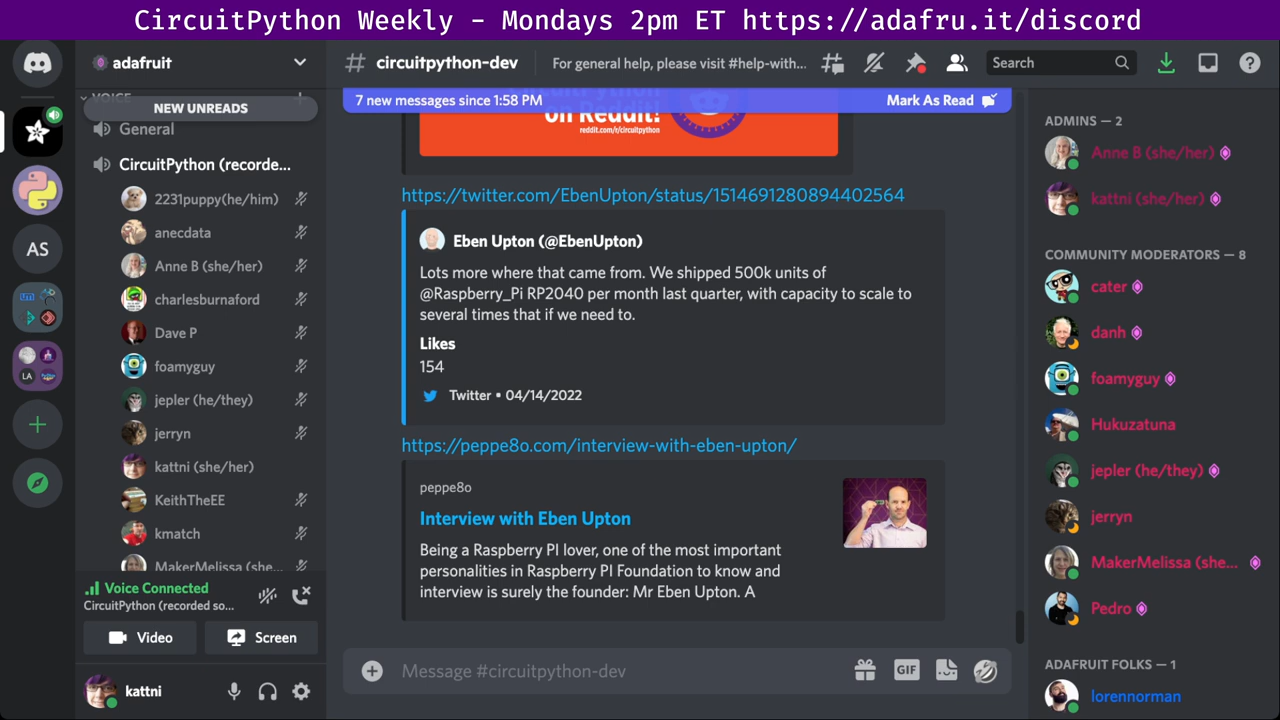 CircuitPython Weekly - Mondays 2pm ET https://adafru.it/discord
adafruit
NEW UNREADS
General
CircuitPython (recorde...
2231puppy(he/him)
anecdata
Anne B (she/her)
charlesburnaford
Dave P
foamyguy
jepler (he/they)
jerryn
kattni (she/her)
KeithTheEE
kmatch
MakerMelissa (she...
Voice Connected
CircuitPython (recorded so...
Video
Screen
kattni
AS
LA
# circuitpython-dev
For general help, please visit #help-with...
Search
7 new messages since 1:58 PM
Mark As Read
on Reddit!
reddit.com/r/circuitpython
https://twitter.com/EbenUpton/status/1514691280894402564
Eben Upton (@EbenUpton)
Lots more where that came from. We shipped 500k units of
@Raspberry_Pi RP2040 per month last quarter, with capacity to scale to
several times that if we need to.
Likes
154
Twitter • 04/14/2022
https://peppe8o.com/interview-with-eben-upton/
peppe8o
Interview with Eben Upton
Being a Raspberry PI lover, one of the most important
personalities in Raspberry PI Foundation to know and
interview is surely the founder: Mr Eben Upton. A
Message #circuitpython-dev
GIF
ADMINS — 2
Anne B (she/her)
kattni (she/her)
COMMUNITY MODERATORS — 8
cater
danh
foamyguy
Hukuzatuna
jepler (he/they)
jerryn
MakerMelissa (she...
Pedro
ADAFRUIT FOLKS — 1
lorennorman